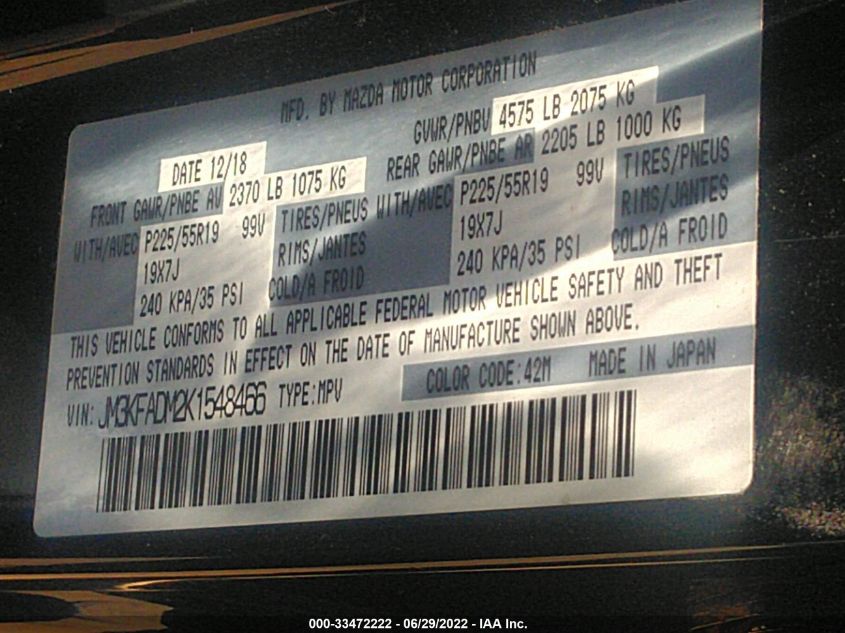 MFD. BY MAZDA MOTOR CORPORATION
DATE 12/18 GVWR/PNBV 4575 LB 2075 KG
FRONT GAWR/PNBE AV 2370 LB 1075 KG REAR GAWR/PNBE AR 2205 LB 1000 KG
WITH/AVEC P225/55R19 99V TIRES/PNEUS WITH/AVEC P225/55R19 99V TIRES/PNEUS
19X7J RIMS/JANTES 19X7J RIMS/JANTES
240 KPA/35 PSI COLD/A FROID 240 KPA/35 PSI COLD/A FROID
THIS VEHICLE CONFORMS TO ALL APPLICABLE FEDERAL MOTOR VEHICLE SAFETY AND THEFT
PREVENTION STANDARDS IN EFFECT ON THE DATE OF MANUFACTURE SHOWN ABOVE.
VIN: JM3KFADM2K1548466 TYPE:MPV COLOR CODE:42M MADE IN JAPAN
000-33472222 - 06/29/2022 - IAA Inc.